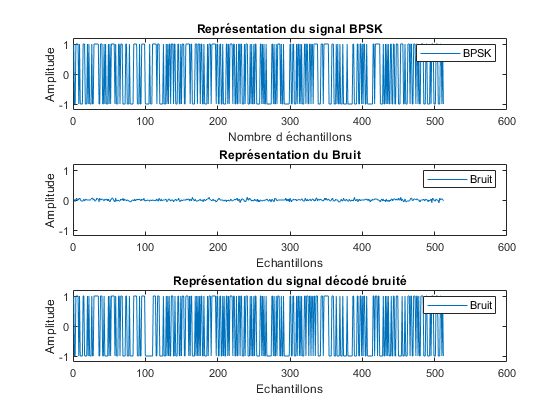 Représentation du signal BPSK
1
0
-1
Amplitude
BPSK
0 100 200 300 400 500 600
Nombre d échantillons
Représentation du Bruit
1
0
-1
Amplitude
Bruit
0 100 200 300 400 500 600
Echantillons
Représentation du signal décodé bruité
1
0
-1
Amplitude
Bruit
0 100 200 300 400 500 600
Echantillons